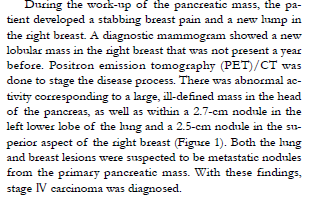 During the work-up of the pancreatic mass, the pa-
tient developed a stabbing breast pain and a new lump in
the right breast. A diagnostic mammogram showed a new
lobular mass in the right breast that was not present a year
before. Positron emission tomography (PET)/CT was
done to stage the disease process. There was abnormal ac-
tivity corresponding to a large, ill-defined mass in the head
of the pancreas, as well as within a 2.7-cm nodule in the
left lower lobe of the lung and a 2.5-cm nodule in the su-
perior aspect of the right breast (Figure 1). Both the lung
and breast lesions were suspected to be metastatic nodules
from the primary pancreatic mass. With these findings,
stage IV carcinoma was diagnosed.